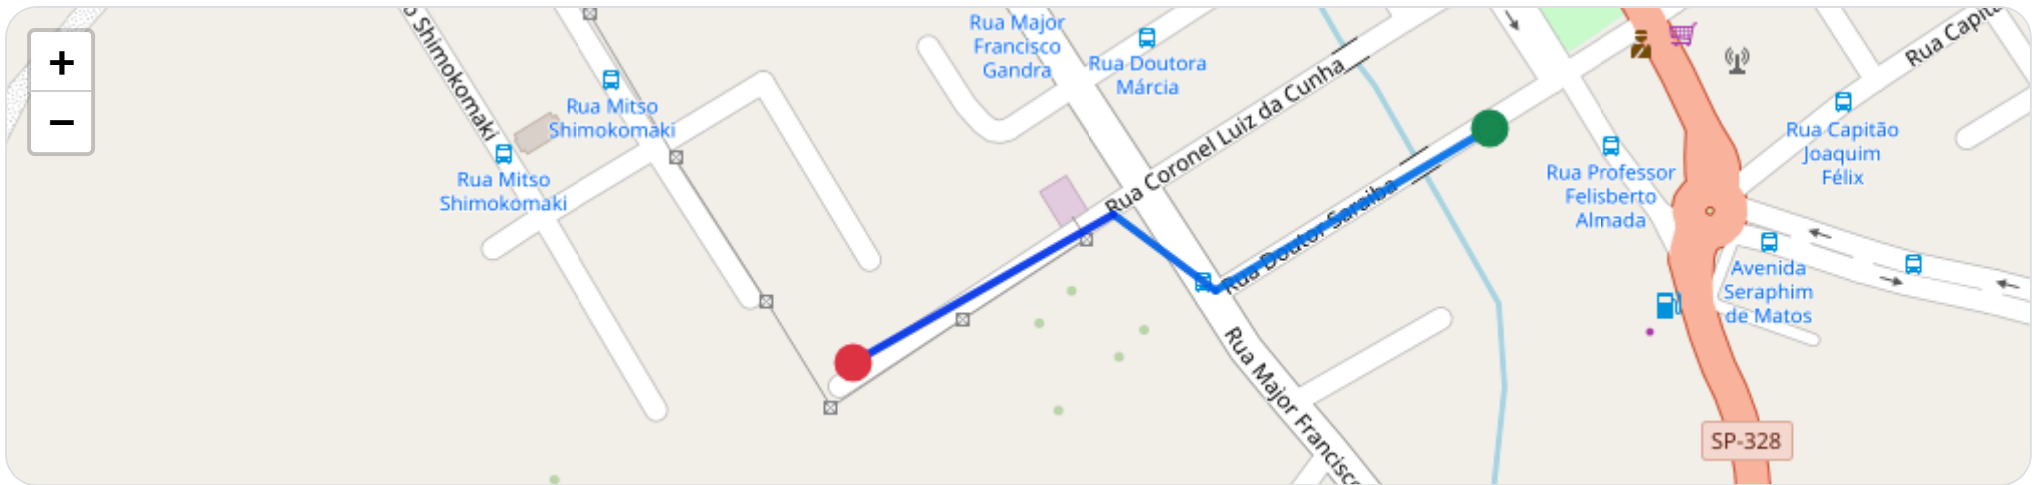 +
−
o Shimokomaki
Rua Mitso
Shimokomaki
Rua Mitso
Shimokomaki
Rua Major
Francisco
Gandra
Rua Doutora
Márcia
Rua Coronel Luiz da Cunha
Rua Doutor Saraiba
Rua Major Francisco
Rua Professor
Felisberto
Almada
Rua Capitã
Rua Capitão
Joaquim
Félix
Avenida
Seraphim
de Matos
SP-328